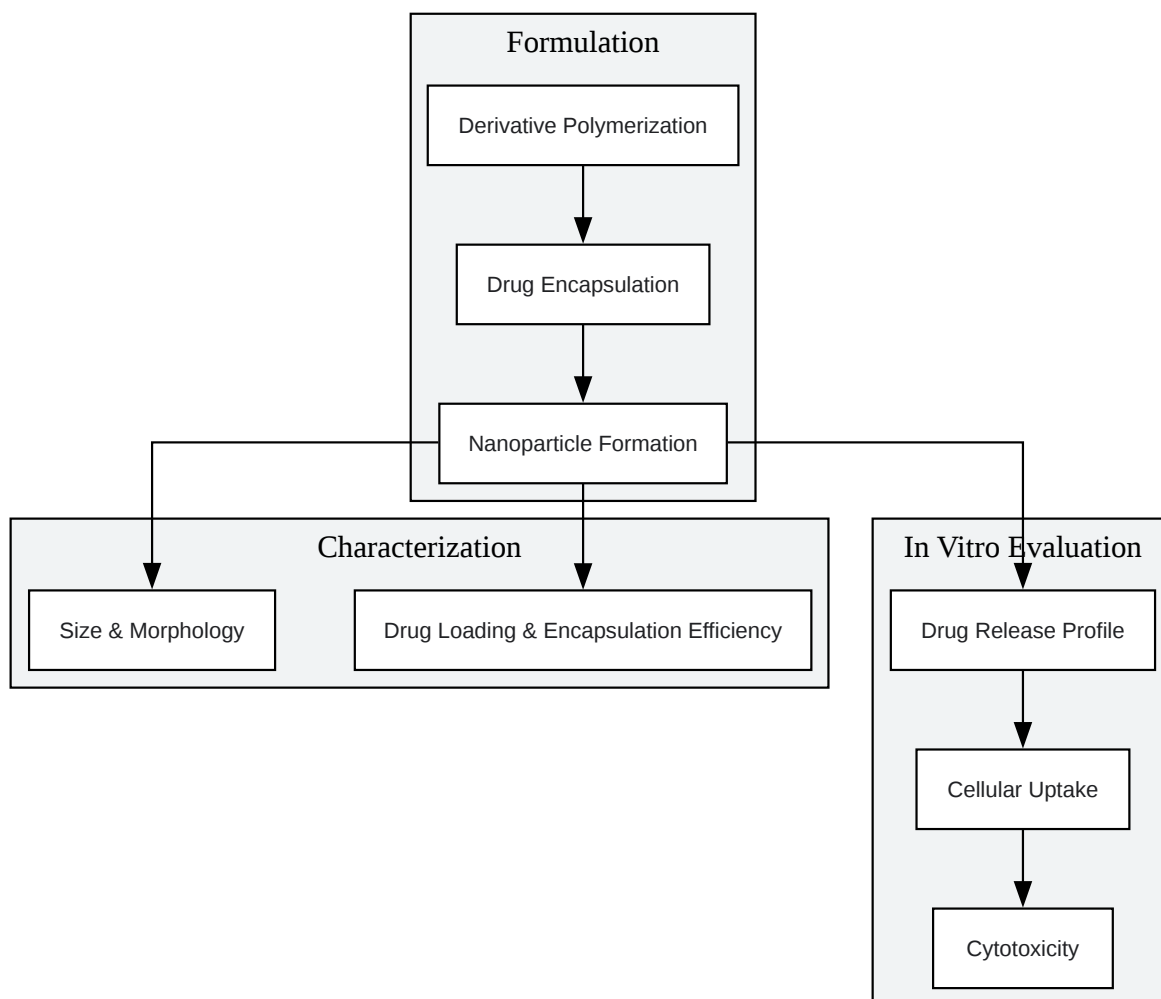 Formulation
Derivative Polymerization
Drug Encapsulation
Nanoparticle Formation
Characterization
Size & Morphology
Drug Loading & Encapsulation Efficiency
In Vitro Evaluation
Drug Release Profile
Cellular Uptake
Cytotoxicity